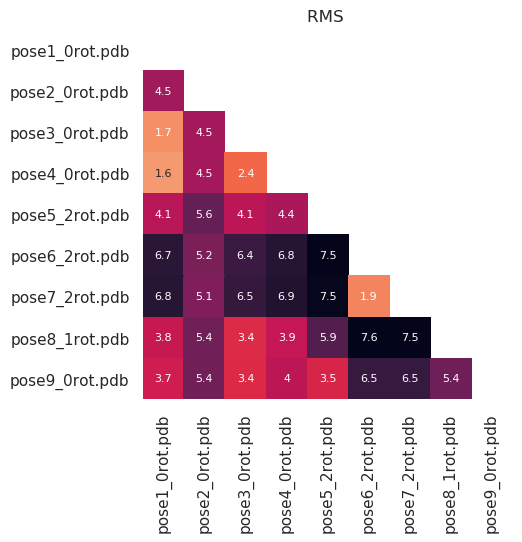 RMS
pose1_0rot.pdb
pose2_0rot.pdb 4.5
pose3_0rot.pdb 1.7 4.5
pose4_0rot.pdb 1.6 4.5 2.4
pose5_2rot.pdb 4.1 5.6 4.1 4.4
pose6_2rot.pdb 6.7 5.2 6.4 6.8 7.5
pose7_2rot.pdb 6.8 5.1 6.5 6.9 7.5 1.9
pose8_1rot.pdb 3.8 5.4 3.4 3.9 5.9 7.6 7.5
pose9_0rot.pdb 3.7 5.4 3.4 4 3.5 6.5 6.5 5.4
pose1_0rot.pdb
pose2_0rot.pdb
pose3_0rot.pdb
pose4_0rot.pdb
pose5_2rot.pdb
pose6_2rot.pdb
pose7_2rot.pdb
pose8_1rot.pdb
pose9_0rot.pdb